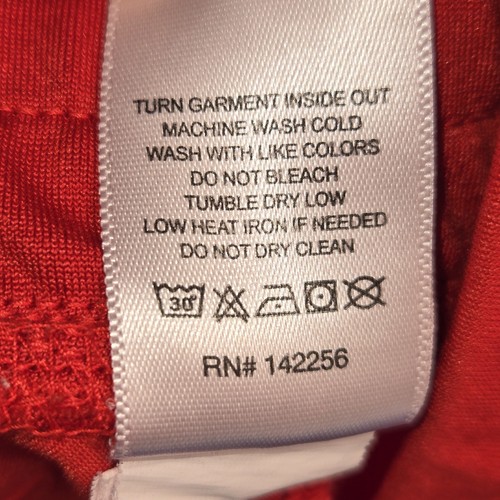 TURN GARMENT INSIDE OUT
MACHINE WASH COLD
WASH WITH LIKE COLORS
DO NOT BLEACH
TUMBLE DRY LOW
LOW HEAT IRON IF NEEDED
DO NOT DRY CLEAN
30°
RN# 142256